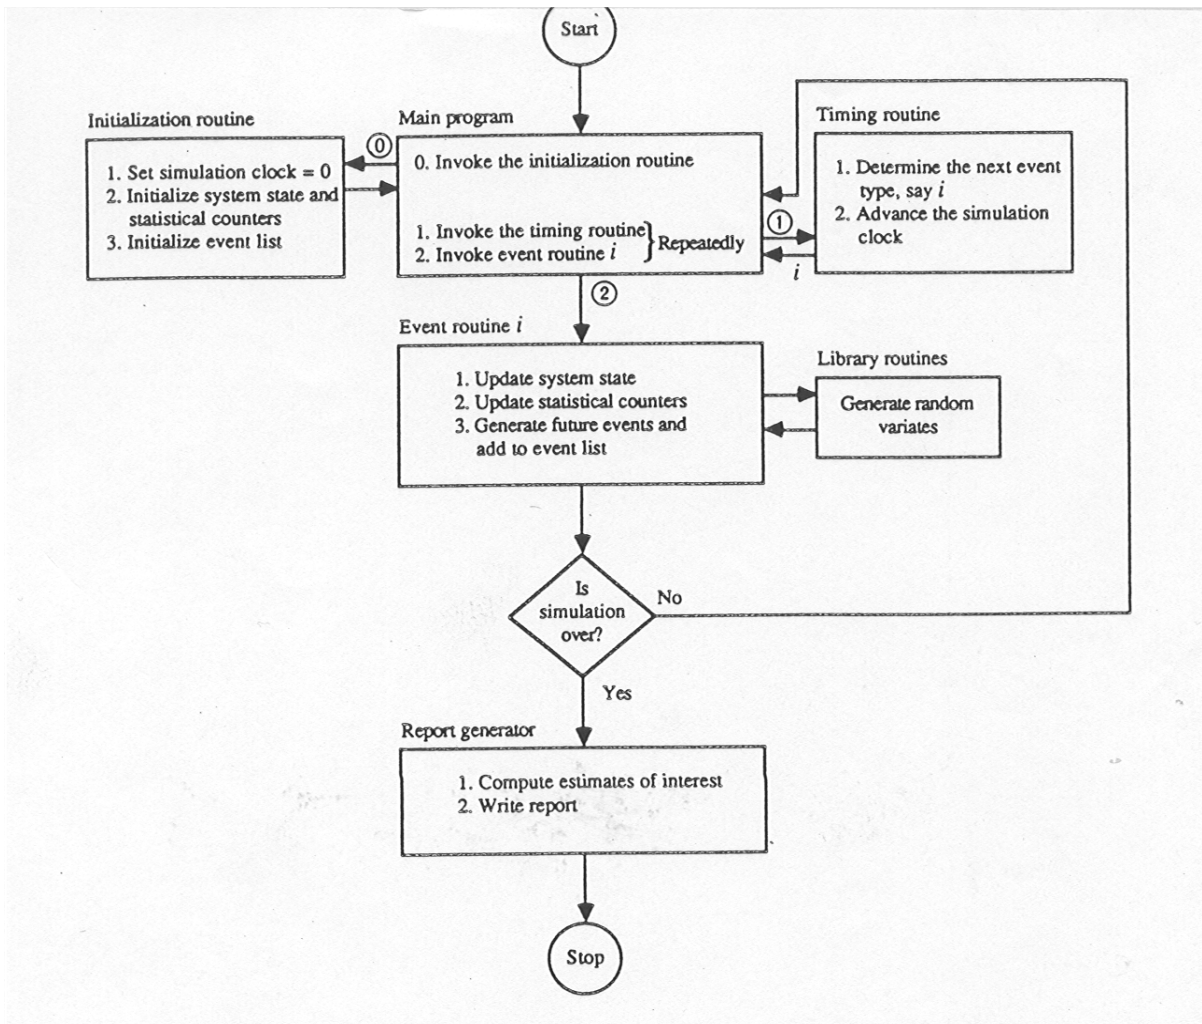 Start
Initialization routine
1. Set simulation clock = 0
2. Initialize system state and
statistical counters
3. Initialize event list
0
Main program
0. Invoke the initialization routine
1. Invoke the timing routine
2. Invoke event routine i
} Repeatedly
Timing routine
1. Determine the next event
type, say i
2. Advance the simulation
clock
1
i
2
Event routine i
1. Update system state
2. Update statistical counters
3. Generate future events and
add to event list
Library routines
Generate random
variates
Is
simulation
over?
No
Yes
Report generator
1. Compute estimates of interest
2. Write report
Stop